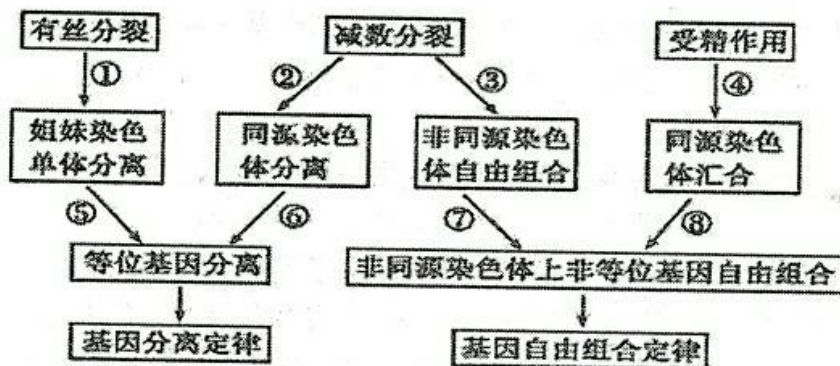 有丝分裂
减数分裂
受精作用
①
②
③
④
姐妹染色
单体分离
同源染色
体分离
非同源染色
体自由组合
同源染色
体汇合
⑤
⑥
⑦
⑧
等位基因分离
非同源染色体上非等位基因自由组合
基因分离定律
基因自由组合定律